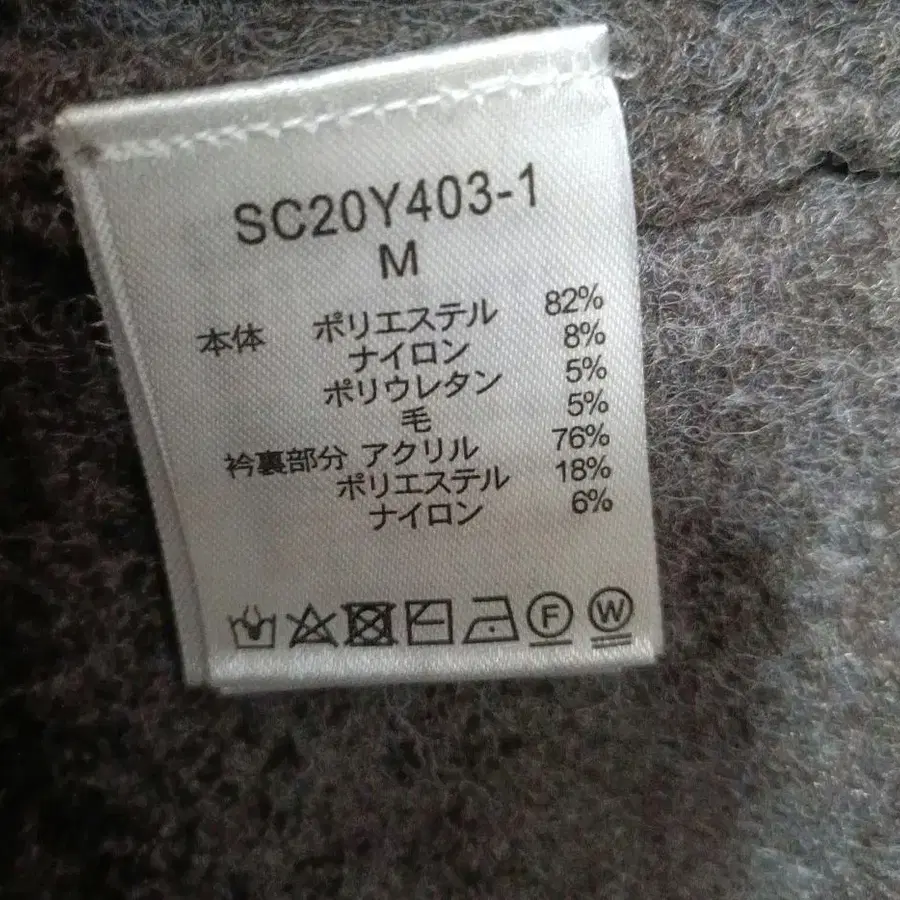 SC20Y403-1
M
本体 ポリエステル 82%
ナイロン 8%
ポリウレタン 5%
毛 5%
衿裏部分 アクリル 76%
ポリエステル 18%
ナイロン 6%
F W